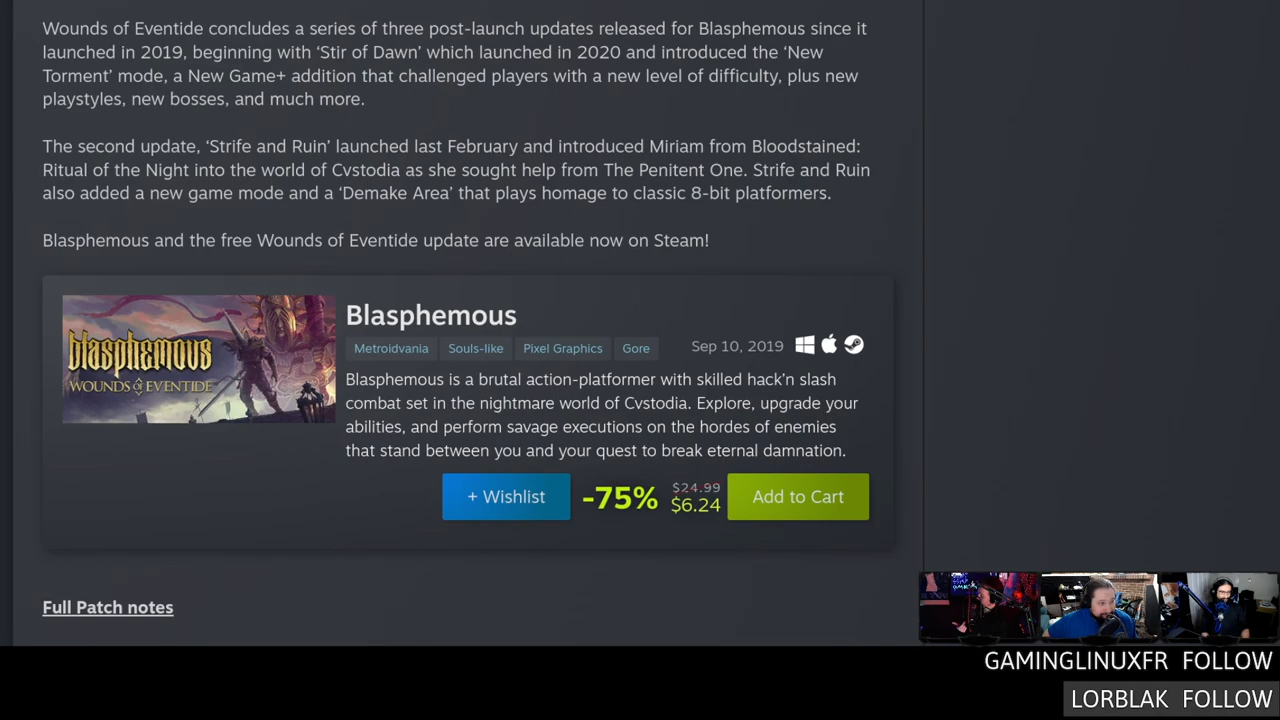 Wounds of Eventide concludes a series of three post-launch updates released for Blasphemous since it
launched in 2019, beginning with ‘Stir of Dawn’ which launched in 2020 and introduced the ‘New
Torment’ mode, a New Game+ addition that challenged players with a new level of difficulty, plus new
playstyles, new bosses, and much more.
The second update, ‘Strife and Ruin’ launched last February and introduced Miriam from Bloodstained:
Ritual of the Night into the world of Cvstodia as she sought help from The Penitent One. Strife and Ruin
also added a new game mode and a ‘Demake Area’ that plays homage to classic 8-bit platformers.
Blasphemous and the free Wounds of Eventide update are available now on Steam!
blasphemous
WOUNDS OF EVENTIDE
Blasphemous
Metroidvania Souls-like Pixel Graphics Gore Sep 10, 2019
Blasphemous is a brutal action-platformer with skilled hack'n slash
combat set in the nightmare world of Cvstodia. Explore, upgrade your
abilities, and perform savage executions on the hordes of enemies
that stand between you and your quest to break eternal damnation.
+ Wishlist -75% $24.99 $6.24 Add to Cart
Full Patch notes
GAMINGLINUXFR FOLLOW
LORBLAK FOLLOW